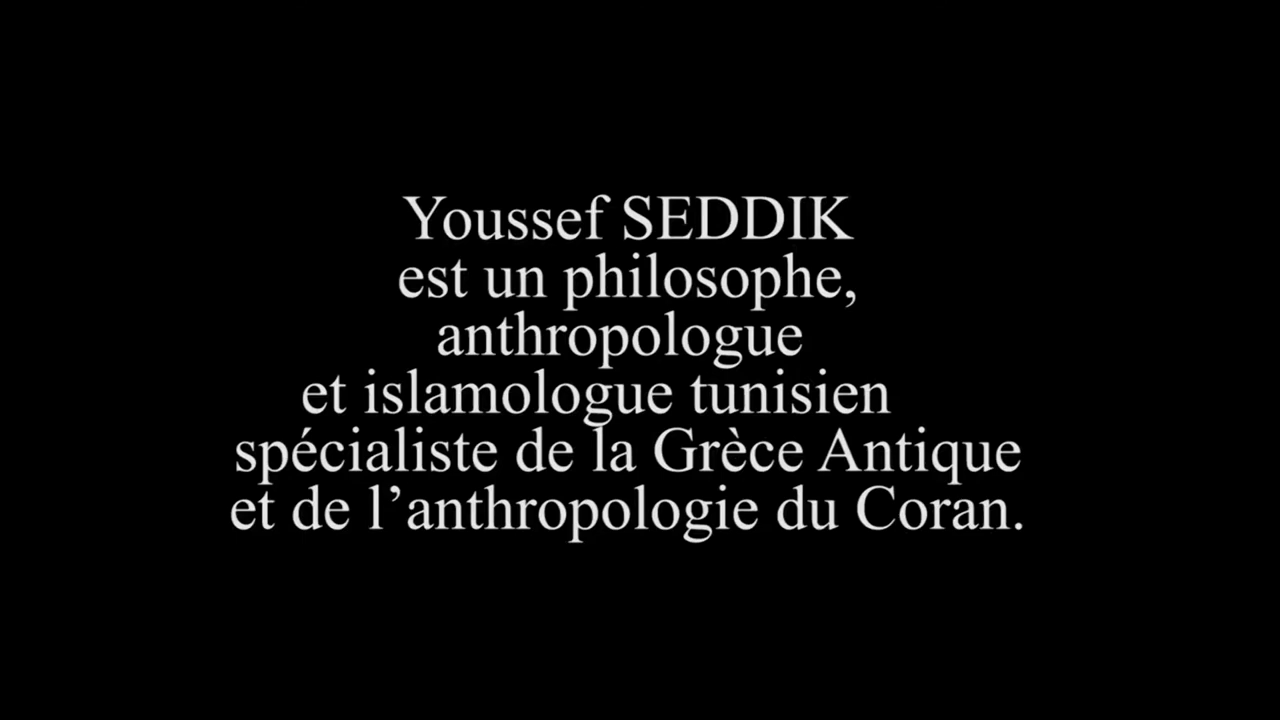 Youssef SEDDIK
est un philosophe,
anthropologue
et islamologue tunisien
spécialiste de la Grèce Antique
et de l’anthropologie du Coran.